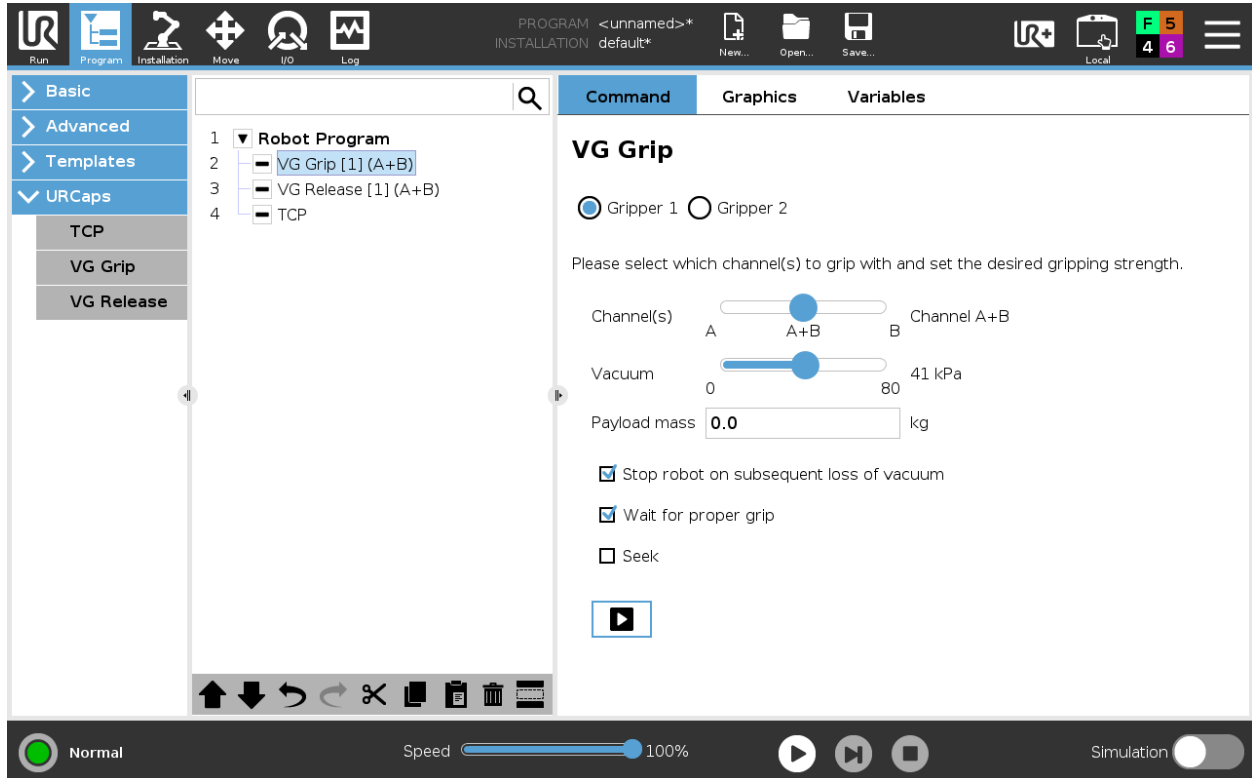 UR
Run
Program
Installation
Move
I/O
Log
PROGRAM <unnamed>*
INSTALLATION default*
New...
Open...
Save...
UR+
Local
F 5
4 6
Basic
Advanced
Templates
URCaps
TCP
VG Grip
VG Release
1 Robot Program
2 VG Grip [1] (A+B)
3 VG Release [1] (A+B)
4 TCP
Command Graphics Variables
VG Grip
Gripper 1 Gripper 2
Please select which channel(s) to grip with and set the desired gripping strength.
Channel(s) Channel A+B
A A+B B
Vacuum 41 kPa
0 80
Payload mass 0.0 kg
Stop robot on subsequent loss of vacuum
Wait for proper grip
Seek
Normal
Speed 100%
Simulation